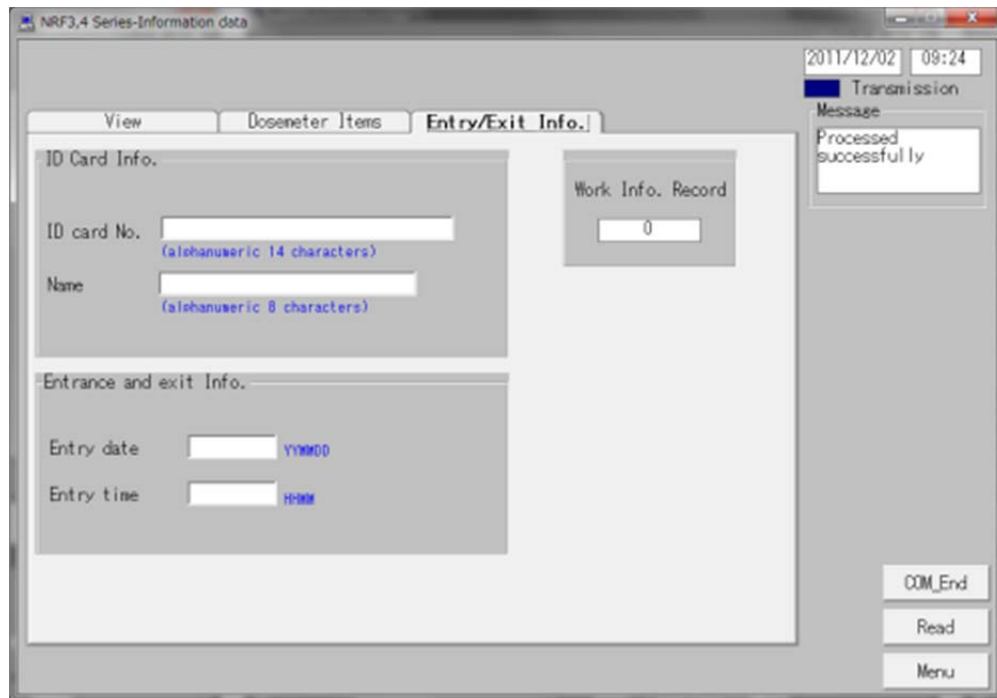 NRF3,4 Series-Information data
2011/12/02 09:24
Transmission
View Dosemeter Items Entry/Exit Info.
Message
Processed
successfully
ID Card Info.
Work Info. Record
0
ID card No.
(alphanumeric 14 characters)
Name
(alphanumeric 8 characters)
Entrance and exit Info.
Entry date YYMMDD
Entry time HHMM
COM_End
Read
Menu